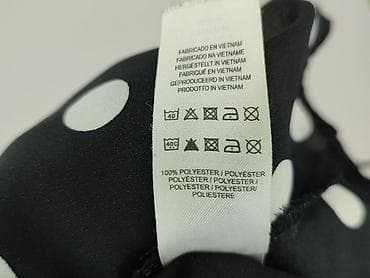 FABRICADO EN VIETNAM
FABRICADO NA VIETNAME
HERGESTELLT IN VIETNAM
FABRIQUÉ EN VIETNAM
GEPRODUCEERD IN VIETNAM
PRODOTTO IN VIETNAM
40
40C
100% POLYESTER / POLYESTER
POLYÉSTER / POLYESTER /
POLYESTER / POLYESTER/
POLIESTERE